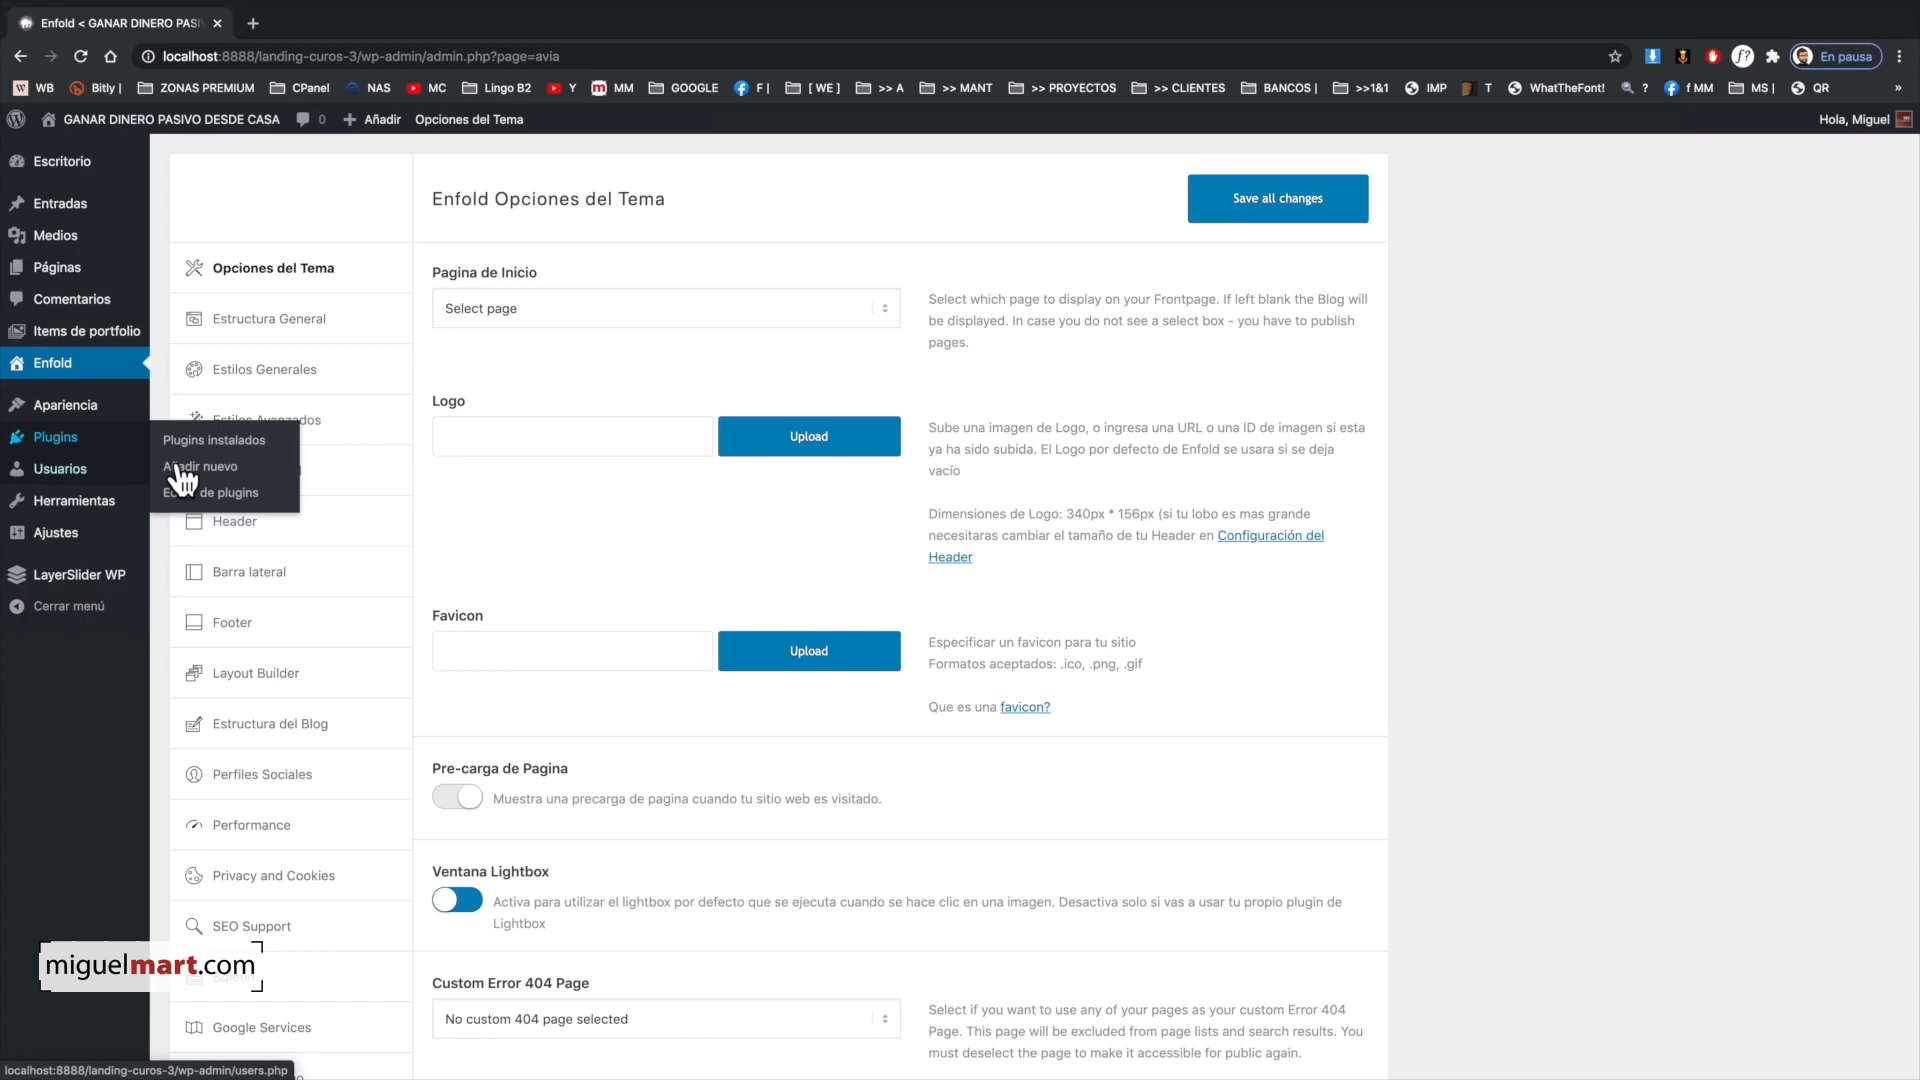 Enfold < GANAR DINERO PASI
localhost:8888/landing-curos-3/wp-admin/admin.php?page=avia
En pausa
WB
Bitly |
ZONAS PREMIUM
CPanel
NAS
MC
Lingo B2
Y
MM
GOOGLE
F |
[ WE ]
>> A
>> MANT
>> PROYECTOS
>> CLIENTES
BANCOS |
>>1&1
IMP
T
WhatTheFont!
?
f MM
MS |
QR
»
GANAR DINERO PASIVO DESDE CASA
0
Añadir
Opciones del Tema
Hola, Miguel
Escritorio
Entradas
Medios
Páginas
Comentarios
Items de portfolio
Enfold
Apariencia
Plugins
Usuarios
Herramientas
Ajustes
LayerSlider WP
Cerrar menú
Plugins instalados
Añadir nuevo
de plugins
Opciones del Tema
Estructura General
Estilos Generales
Estilos Avanzados
Header
Barra lateral
Footer
Layout Builder
Estructura del Blog
Perfiles Sociales
Performance
Privacy and Cookies
SEO Support
Google Services
Enfold Opciones del Tema
Save all changes
Pagina de Inicio
Select page
Select which page to display on your Frontpage. If left blank the Blog will
be displayed. In case you do not see a select box - you have to publish
pages.
Logo
Upload
Sube una imagen de Logo, o ingresa una URL o una ID de imagen si esta
ya ha sido subida. El Logo por defecto de Enfold se usara si se deja
vacío
Dimensiones de Logo: 340px * 156px (si tu lobo es mas grande
necesitaras cambiar el tamaño de tu Header en Configuración del
Header
Favicon
Upload
Especificar un favicon para tu sitio
Formatos aceptados: .ico, .png, .gif
Que es una favicon?
Pre-carga de Pagina
Muestra una precarga de pagina cuando tu sitio web es visitado.
Ventana Lightbox
Activa para utilizar el lightbox por defecto que se ejecuta cuando se hace clic en una imagen. Desactiva solo si vas a usar tu propio plugin de
Lightbox
Custom Error 404 Page
No custom 404 page selected
Select if you want to use any of your pages as your custom Error 404
Page. This page will be excluded from page lists and search results. You
must deselect the page to make it accessible for public again.
miguelmart.com
localhost:8888/landing-curos-3/wp-admin/users.php